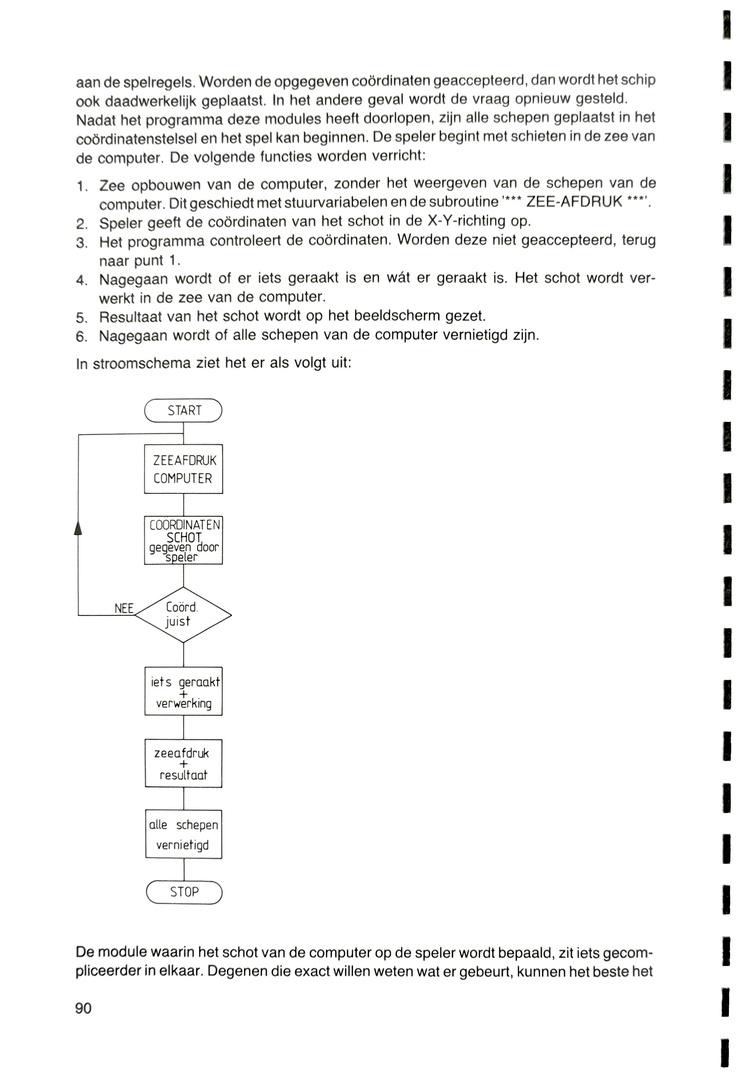 aan de spelregels. Worden de opgegeven coördinaten geaccepteerd, dan wordt het schip
ook daadwerkelijk geplaatst. In het andere geval wordt de vraag opnieuw gesteld.
Nadat het programma deze modules heeft doorlopen, zijn alle schepen geplaatst in het
coördinatenstelsel en het spel kan beginnen. De speler begint met schieten in de zee van
de computer. De volgende functies worden verricht:
1. Zee opbouwen van de computer, zonder het weergeven van de schepen van de
computer. Dit geschiedt met stuurvariabelen en de subroutine '*** ZEE-AFDRUK ***'.
2. Speler geeft de coördinaten van het schot in de X-Y-richting op.
3. Het programma controleert de coördinaten. Worden deze niet geaccepteerd, terug
naar punt 1.
4. Nagegaan wordt of er iets geraakt is en wát er geraakt is. Het schot wordt ver-
werkt in de zee van de computer.
5. Resultaat van het schot wordt op het beeldscherm gezet.
6. Nagegaan wordt of alle schepen van de computer vernietigd zijn.
In stroomschema ziet het er als volgt uit:
START
ZEEAFDRUK
COMPUTER
COORDINATEN
SCHOT,
gegeven door
speler
NEE
Coörd.
juist
iets geraakt
+
verwerking
zeeafdruk
+
resultaat
alle schepen
vernietigd
STOP
De module waarin het schot van de computer op de speler wordt bepaald, zit iets gecom-
pliceerder in elkaar. Degenen die exact willen weten wat er gebeurt, kunnen het beste het
90